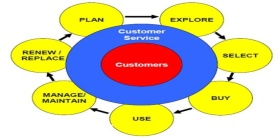 PLAN
EXPLORE
Customer
Service
RENEW /
REPLACE
SELECT
Customers
MANAGE/
MAINTAIN
BUY
USE